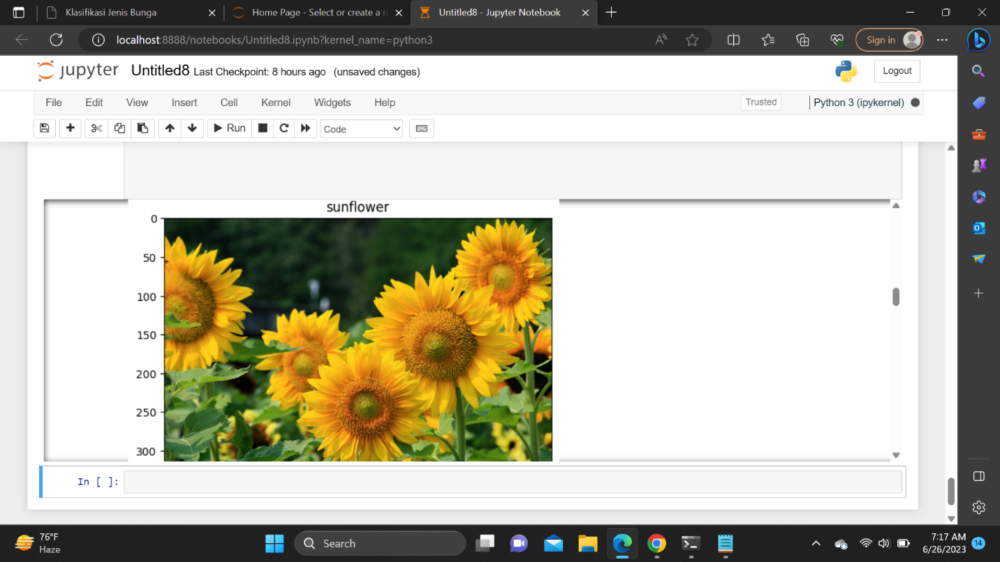 Klasifikasi Jenis Bunga
Home Page - Select or create a n
Untitled8 - Jupyter Notebook
localhost:8888/notebooks/Untitled8.ipynb?kernel_name=python3
Sign in
jupyter Untitled8 Last Checkpoint: 8 hours ago (unsaved changes)
Logout
File Edit View Insert Cell Kernel Widgets Help
Trusted
Python 3 (ipykernel)
Run
Code
sunflower
0
50
100
150
200
250
300
In [ ]:
76°F
Haze
Search
7:17 AM
6/26/2023
14